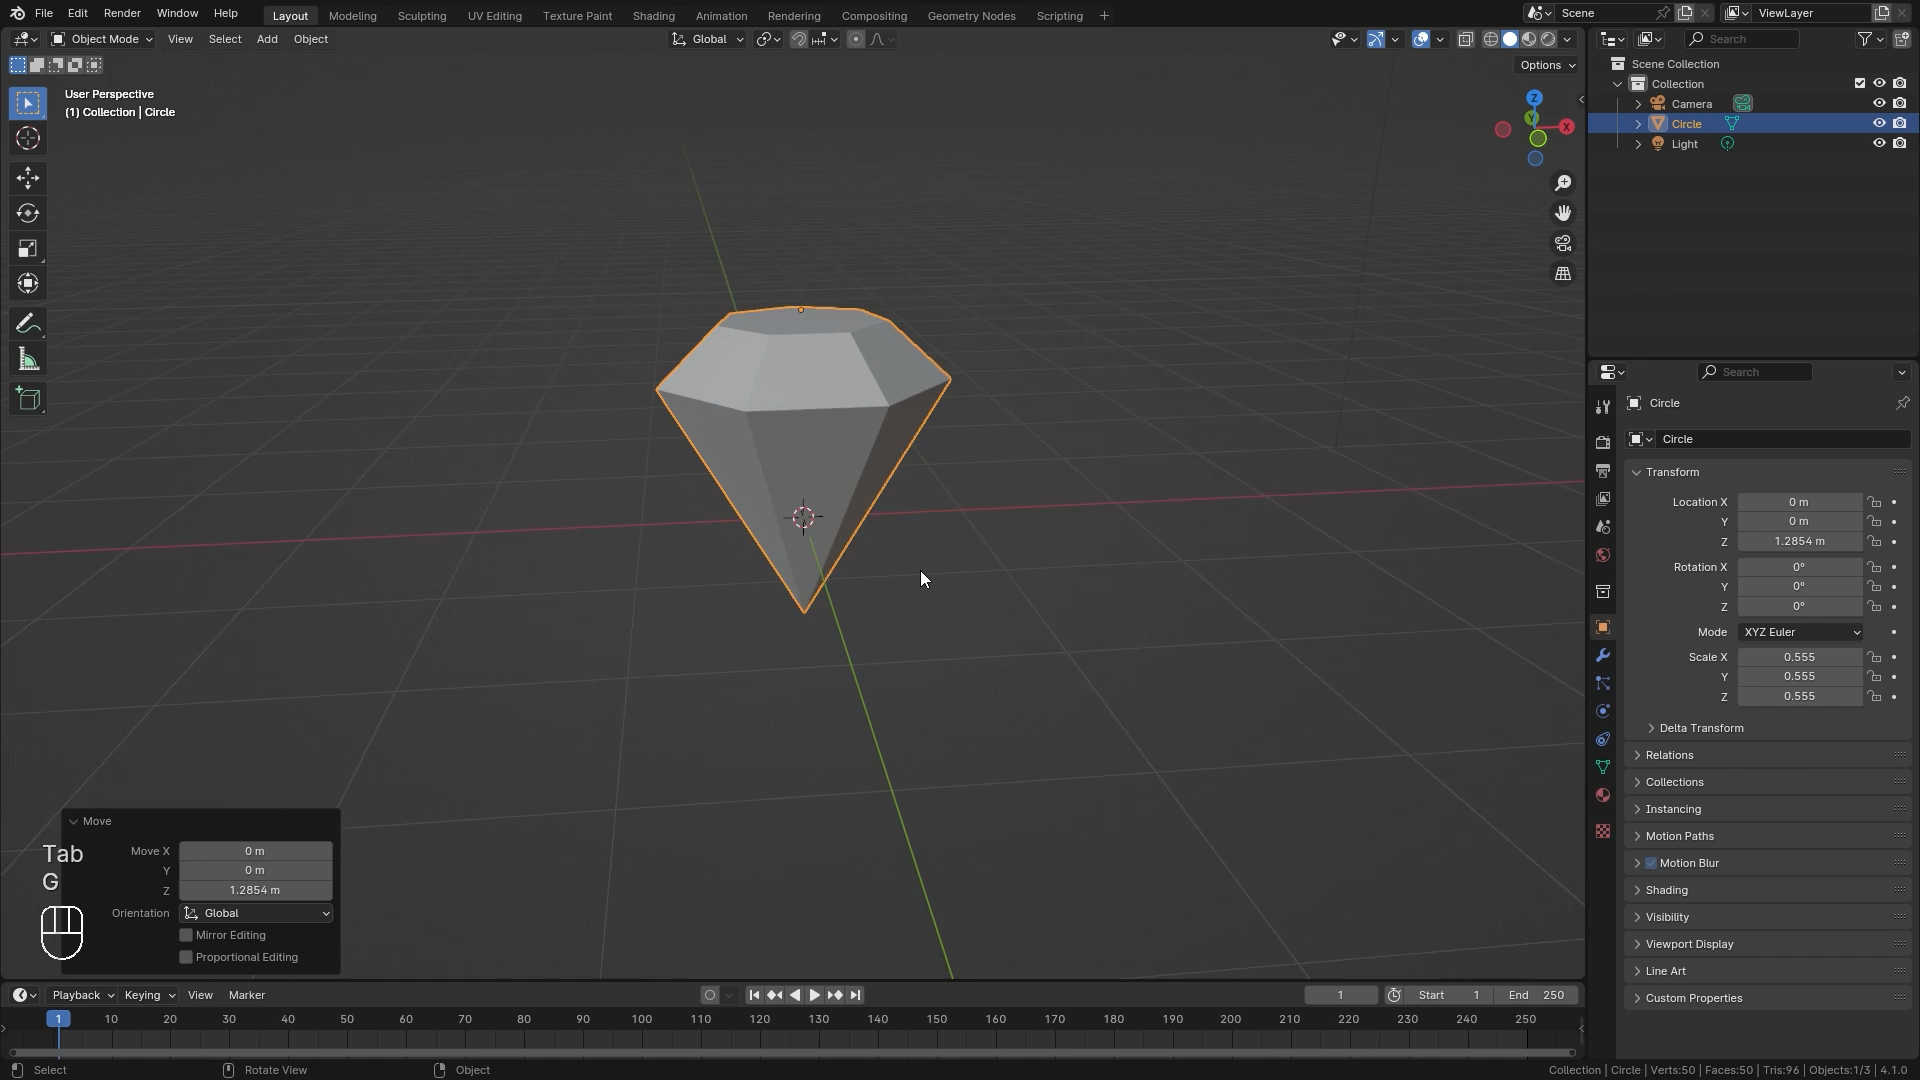 File Edit Render Window Help Layout Modeling Sculpting UV Editing Texture Paint Shading Animation Rendering Compositing Geometry Nodes Scripting + Scene ViewLayer
Object Mode View Select Add Object Global Search
Options
User Perspective
(1) Collection | Circle
Z
Y
X
Scene Collection
Collection
Camera
Circle
Light
Search
Circle
Circle
Transform
Location X 0 m
Y 0 m
Z 1.2854 m
Rotation X 0°
Y 0°
Z 0°
Mode XYZ Euler
Scale X 0.555
Y 0.555
Z 0.555
Delta Transform
Relations
Collections
Instancing
Motion Paths
Motion Blur
Shading
Visibility
Viewport Display
Line Art
Custom Properties
Move
Move X 0 m
Y 0 m
Z 1.2854 m
Orientation Global
Mirror Editing
Proportional Editing
Tab
G
Playback Keying View Marker 1 Start 1 End 250
1 10 20 30 40 50 60 70 80 90 100 110 120 130 140 150 160 170 180 190 200 210 220 230 240 250
Select Rotate View Object Collection | Circle | Verts:50 | Faces:50 | Tris:96 | Objects:1/3 | 4.1.0